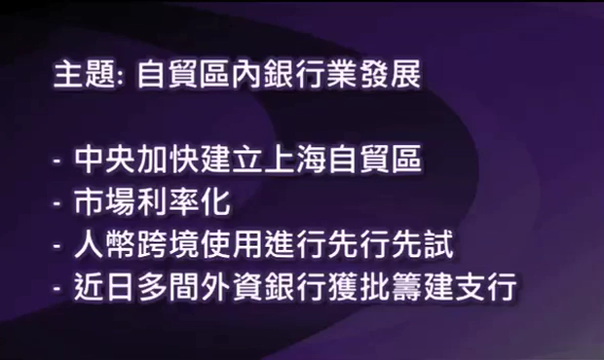 主題: 自貿區內銀行業發展
- 中央加快建立上海自貿區
- 市場利率化
- 人幣跨境使用進行先行先試
- 近日多間外資銀行獲批籌建支行